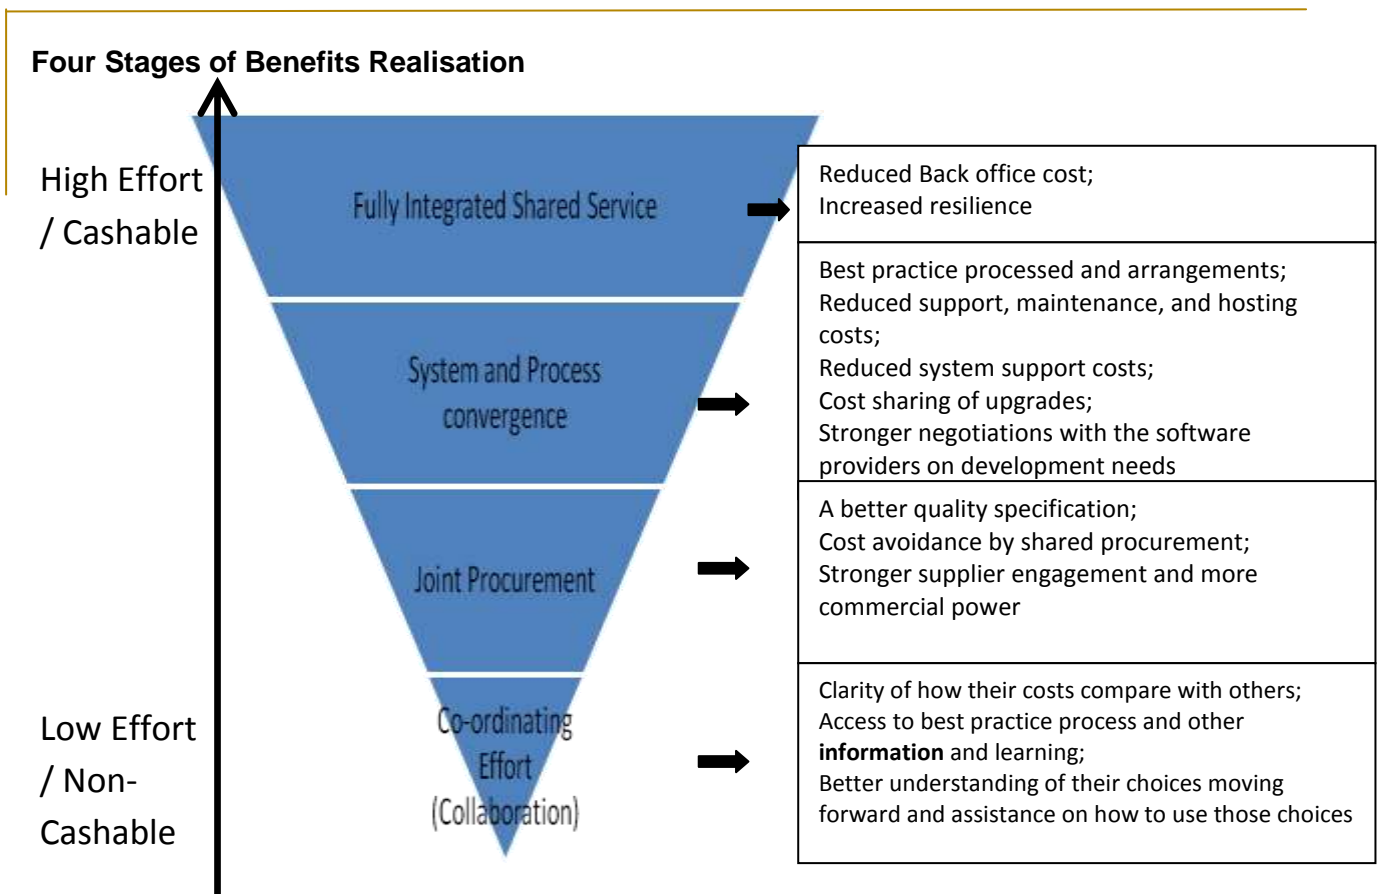 Four Stages of Benefits Realisation
High Effort
/ Cashable
Fully Integrated Shared Service
Reduced Back office cost;
Increased resilience
System and Process
convergence
Best practice processed and arrangements;
Reduced support, maintenance, and hosting
costs;
Reduced system support costs;
Cost sharing of upgrades;
Stronger negotiations with the software
providers on development needs
Joint Procurement
A better quality specification;
Cost avoidance by shared procurement;
Stronger supplier engagement and more
commercial power
Low Effort
/ Non-
Cashable
Co-ordinating
Effort
(Collaboration)
Clarity of how their costs compare with others;
Access to best practice process and other
information and learning;
Better understanding of their choices moving
forward and assistance on how to use those choices